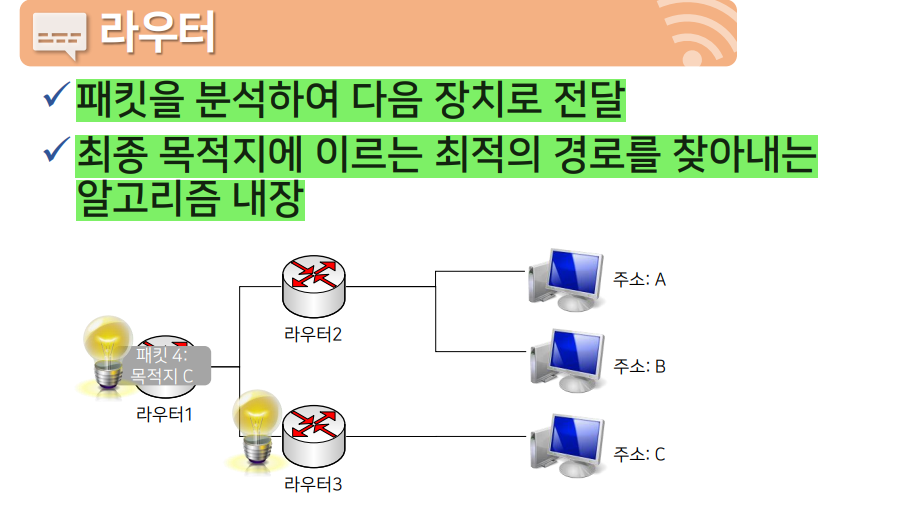 라우터
패킷을 분석하여 다음 장치로 전달
최종 목적지에 이르는 최적의 경로를 찾아내는
알고리즘 내장
주소: A
라우터2
패킷 4:
목적지 C
주소: B
라우터1
주소: C
라우터3